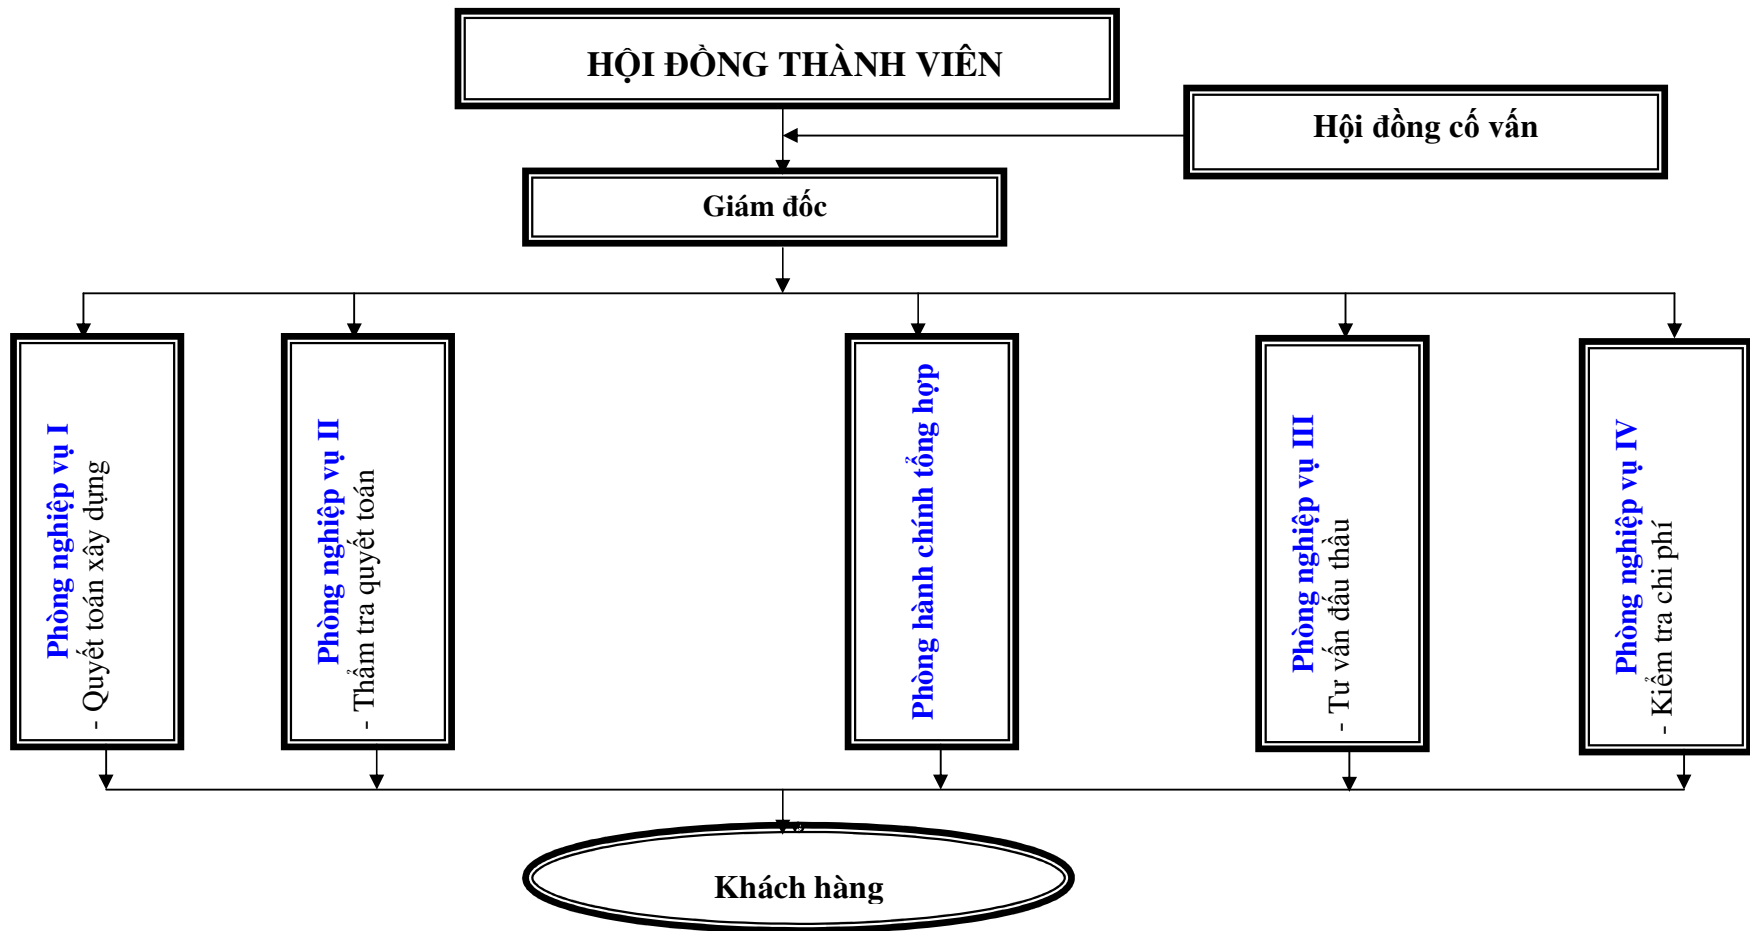 HỘI ĐỒNG THÀNH VIÊN
Hội đồng cố vấn
Giám đốc
Phòng nghiệp vụ I
- Quyết toán xây dựng
Phòng nghiệp vụ II
- Thẩm tra quyết toán
Phòng hành chính tổng hợp
Phòng nghiệp vụ III
- Tư vấn đấu thầu
Phòng nghiệp vụ IV
- Kiểm tra chi phí
Khách hàng